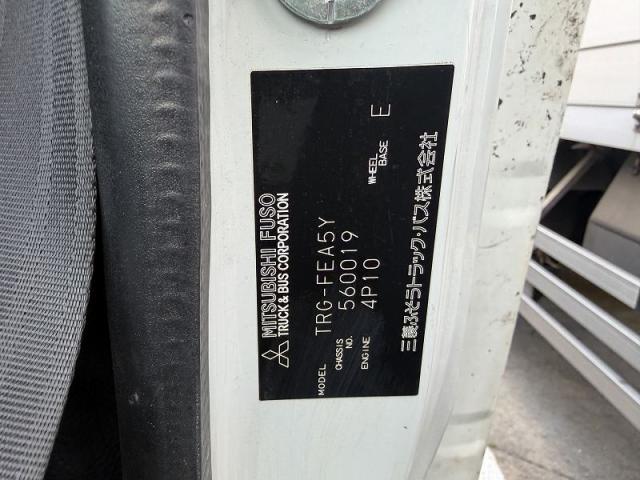 MITSUBISHI FUSO
TRUCK & BUS CORPORATION
MODEL TRG-FEA5Y
CHASSIS NO. 560019
ENGINE 4P10 WHEEL BASE E
三菱ふそうトラック・バス株式会社